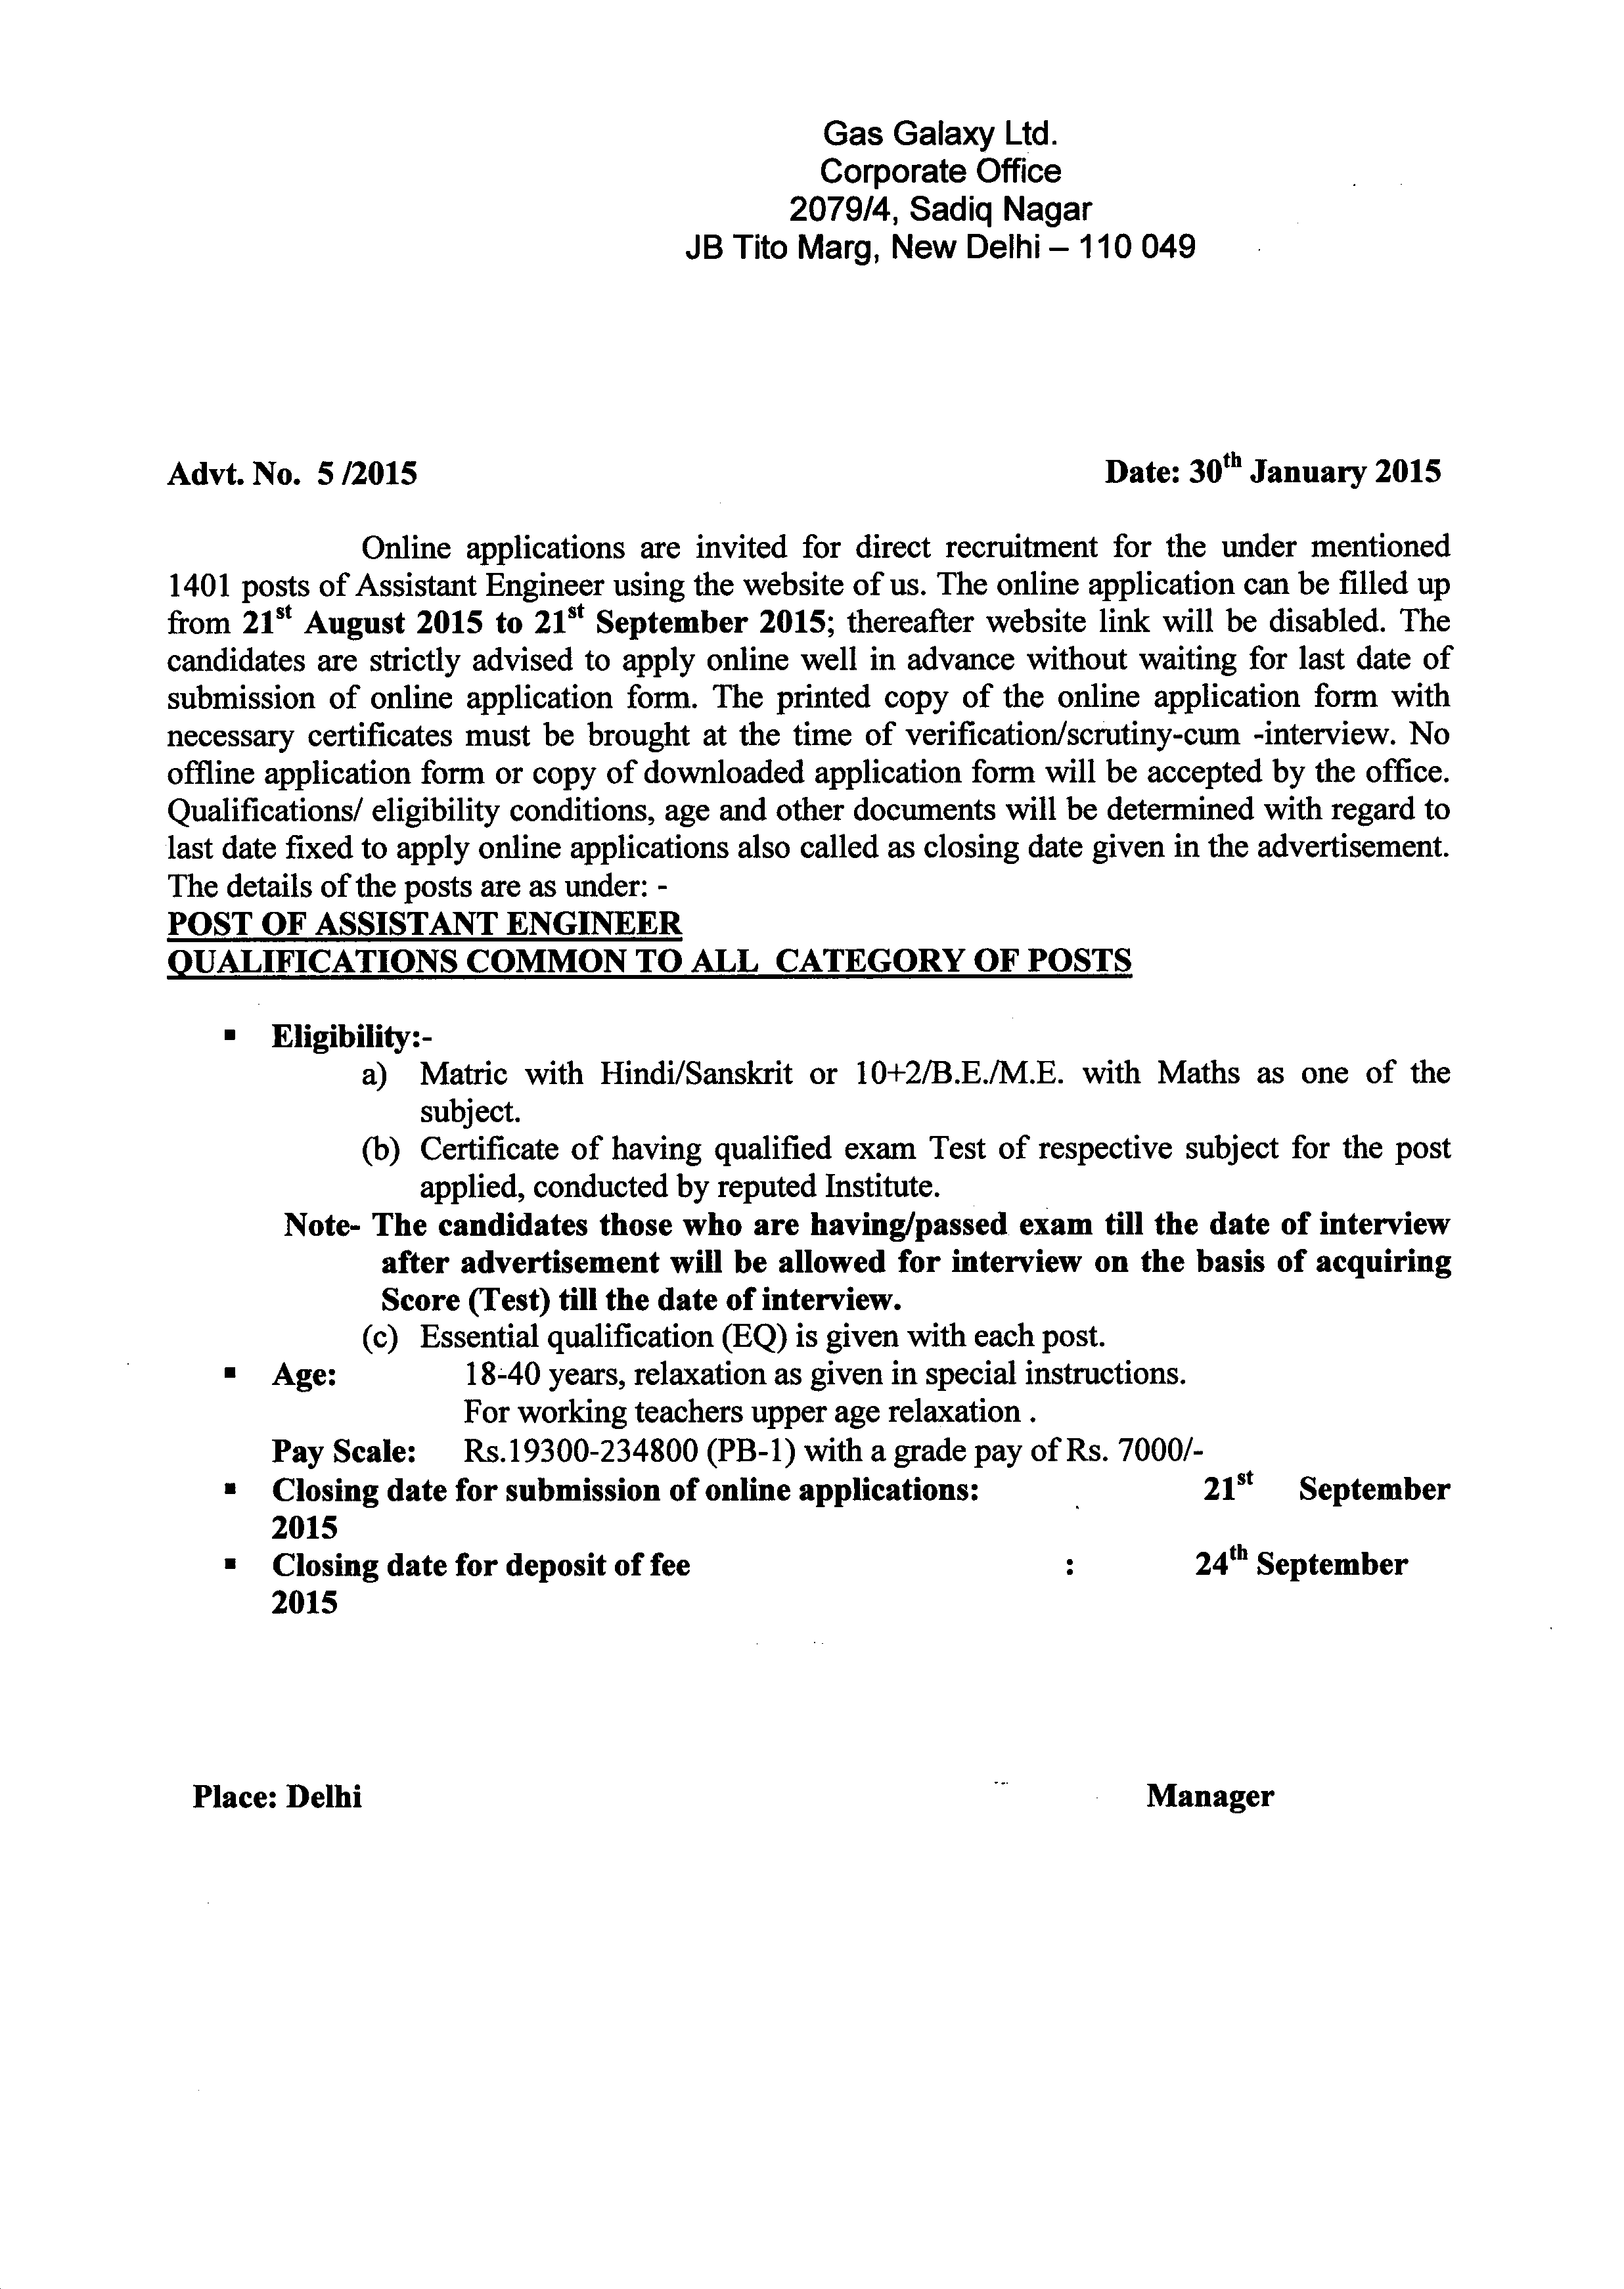 Gas Galaxy Ltd.
Corporate Office
2079/4, Sadiq Nagar
JB Tito Marg, New Delhi – 110 049
Advt. No. 5 /2015 Date: 30th January 2015
Online applications are invited for direct recruitment for the under mentioned
1401 posts of Assistant Engineer using the website of us. The online application can be filled up
from 21st August 2015 to 21st September 2015; thereafter website link will be disabled. The
candidates are strictly advised to apply online well in advance without waiting for last date of
submission of online application form. The printed copy of the online application form with
necessary certificates must be brought at the time of verification/scrutiny-cum -interview. No
offline application form or copy of downloaded application form will be accepted by the office.
Qualifications/ eligibility conditions, age and other documents will be determined with regard to
last date fixed to apply online applications also called as closing date given in the advertisement.
The details of the posts are as under: -
POST OF ASSISTANT ENGINEER
QUALIFICATIONS COMMON TO ALL CATEGORY OF POSTS
▪ Eligibility:-
a) Matric with Hindi/Sanskrit or 10+2/B.E./M.E. with Maths as one of the
subject.
(b) Certificate of having qualified exam Test of respective subject for the post
applied, conducted by reputed Institute.
Note- The candidates those who are having/passed exam till the date of interview
after advertisement will be allowed for interview on the basis of acquiring
Score (Test) till the date of interview.
(c) Essential qualification (EQ) is given with each post.
▪ Age: 18-40 years, relaxation as given in special instructions.
For working teachers upper age relaxation .
Pay Scale: Rs.19300-234800 (PB-1) with a grade pay of Rs. 7000/-
▪ Closing date for submission of online applications: 21st September
2015
▪ Closing date for deposit of fee : 24th September
2015
Place: Delhi Manager